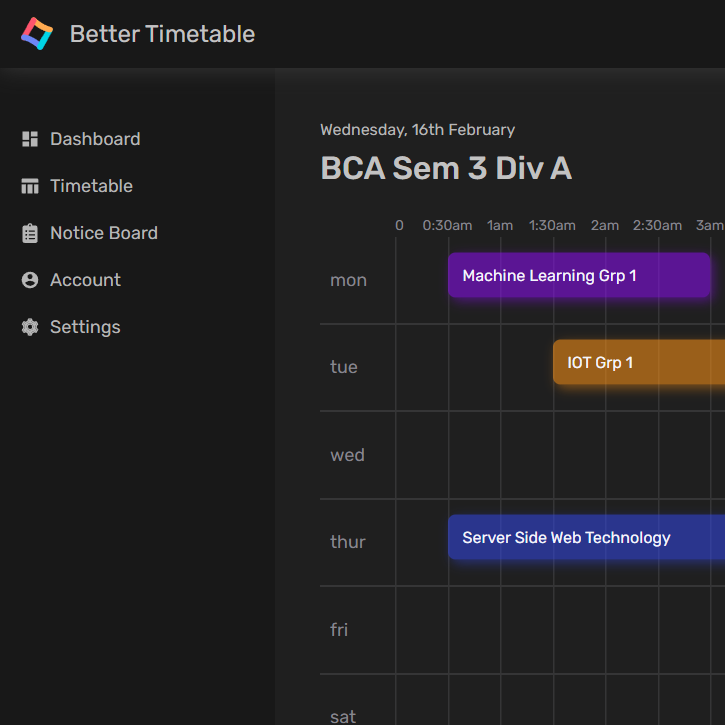 Better Timetable
Dashboard
Timetable
Notice Board
Account
Settings
Wednesday, 16th February
BCA Sem 3 Div A
0 0:30am 1am 1:30am 2am 2:30am 3am
mon Machine Learning Grp 1
tue IOT Grp 1
wed
thur Server Side Web Technology
fri
sat